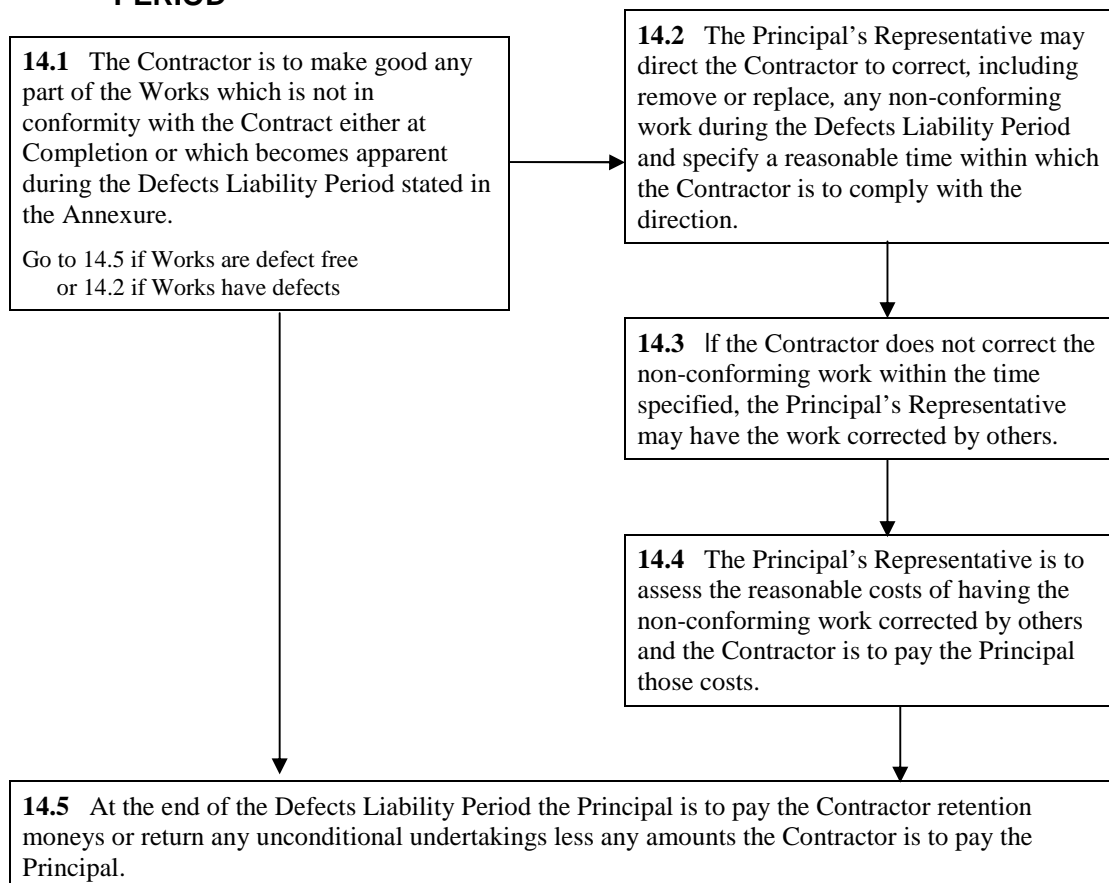 PERIOD
14.1 The Contractor is to make good any
part of the Works which is not in
conformity with the Contract either at
Completion or which becomes apparent
during the Defects Liability Period stated in
the Annexure.
Go to 14.5 if Works are defect free
or 14.2 if Works have defects
14.2 The Principal’s Representative may
direct the Contractor to correct, including
remove or replace, any non-conforming
work during the Defects Liability Period
and specify a reasonable time within which
the Contractor is to comply with the
direction.
14.3 If the Contractor does not correct the
non-conforming work within the time
specified, the Principal’s Representative
may have the work corrected by others.
14.4 The Principal’s Representative is to
assess the reasonable costs of having the
non-conforming work corrected by others
and the Contractor is to pay the Principal
those costs.
14.5 At the end of the Defects Liability Period the Principal is to pay the Contractor retention
moneys or return any unconditional undertakings less any amounts the Contractor is to pay the
Principal.